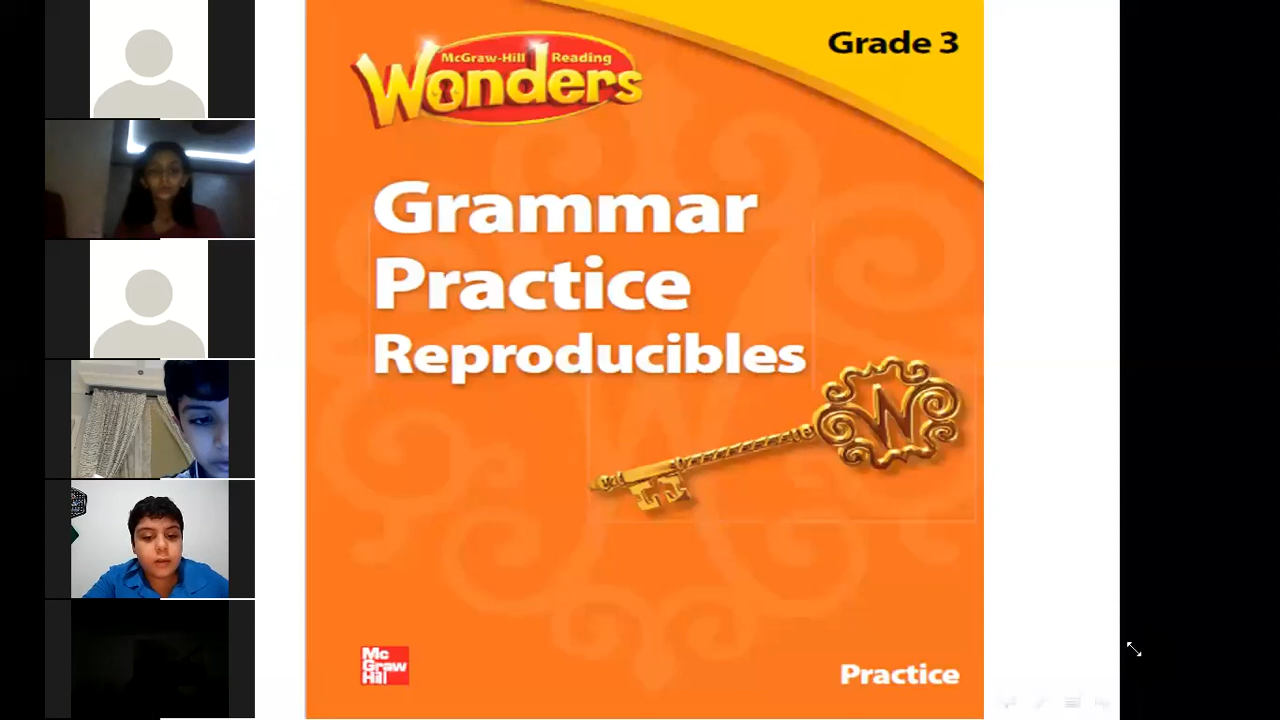 Grade 3
McGraw-Hill Reading
Wonders
Grammar
Practice
Reproducibles
W
Mc
Graw
Hill
Practice